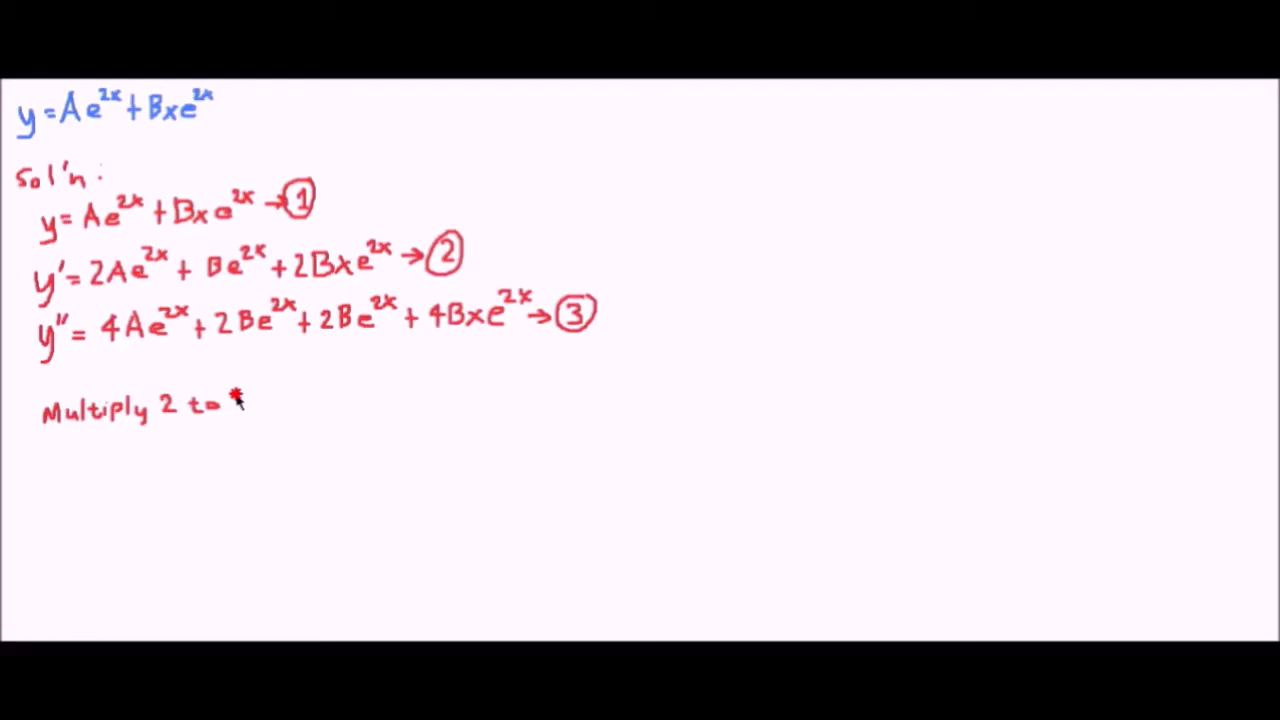 y = Ae^{2x} + Bxe^{2x}
Sol'n :
y = Ae^{2x} + Bxe^{2x} → ①
y' = 2Ae^{2x} + Be^{2x} + 2Bxe^{2x} → ②
y'' = 4Ae^{2x} + 2Be^{2x} + 2Be^{2x} + 4Bxe^{2x} → ③
Multiply 2 to